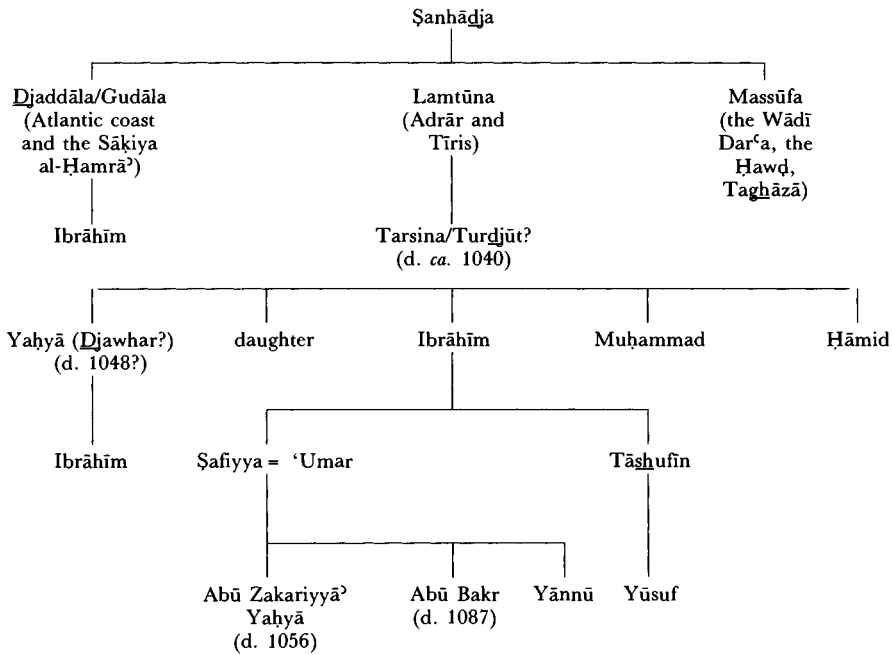 Ṣanhādja
Djaddāla/Gudāla
(Atlantic coast
and the Sāḳiya
al-Ḥamrāʾ)
Lamtūna
(Adrār and
Tīris)
Massūfa
(the Wādī
Darʿa, the
Ḥawḍ,
Taghāzā)
Ibrāhīm
Tarsina/Turdjūt?
(d. ca. 1040)
Yaḥyā (Djawhar?)
(d. 1048?)
daughter
Ibrāhīm
Muḥammad
Ḥāmid
Ibrāhīm
Ṣafiyya = ʻUmar
Tāshufīn
Abū Zakariyyāʾ
Yaḥyā
(d. 1056)
Abū Bakr
(d. 1087)
Yānnū
Yūsuf